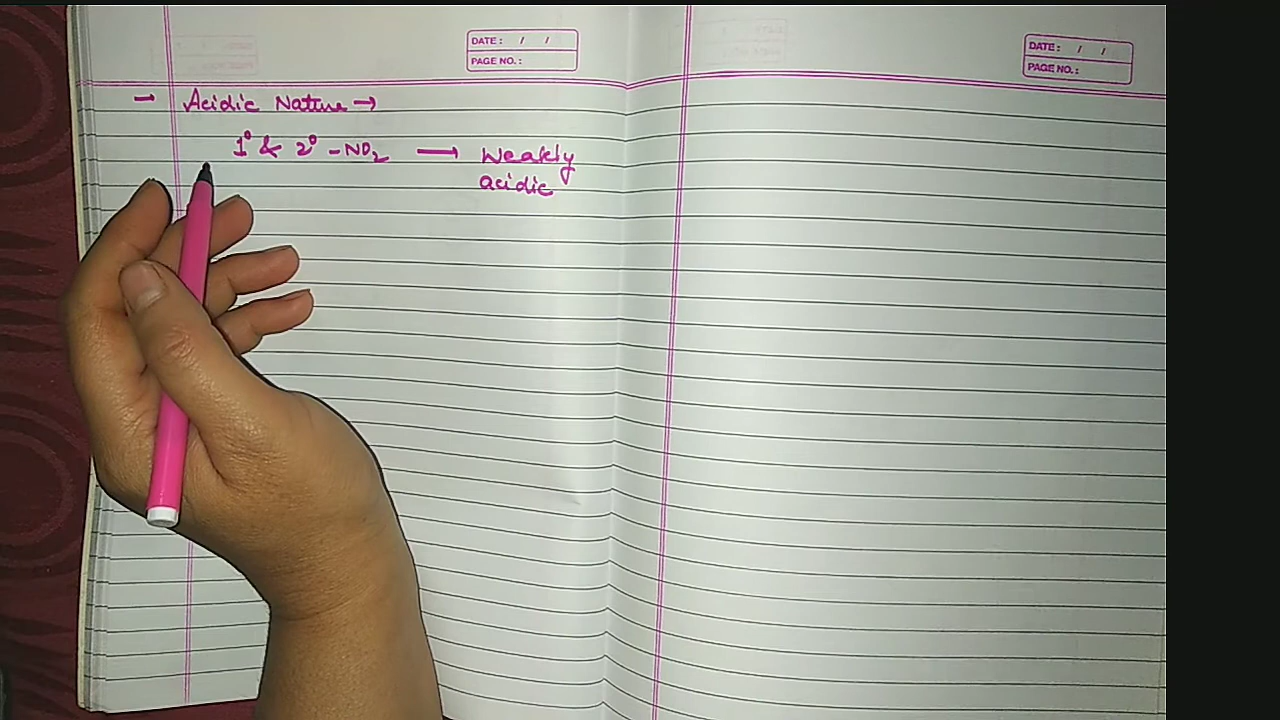 DATE: / /
PAGE NO.:
DATE: / /
PAGE NO.:
– Acidic Nature →
1° & 2° - NO2 → Weakly
acidic